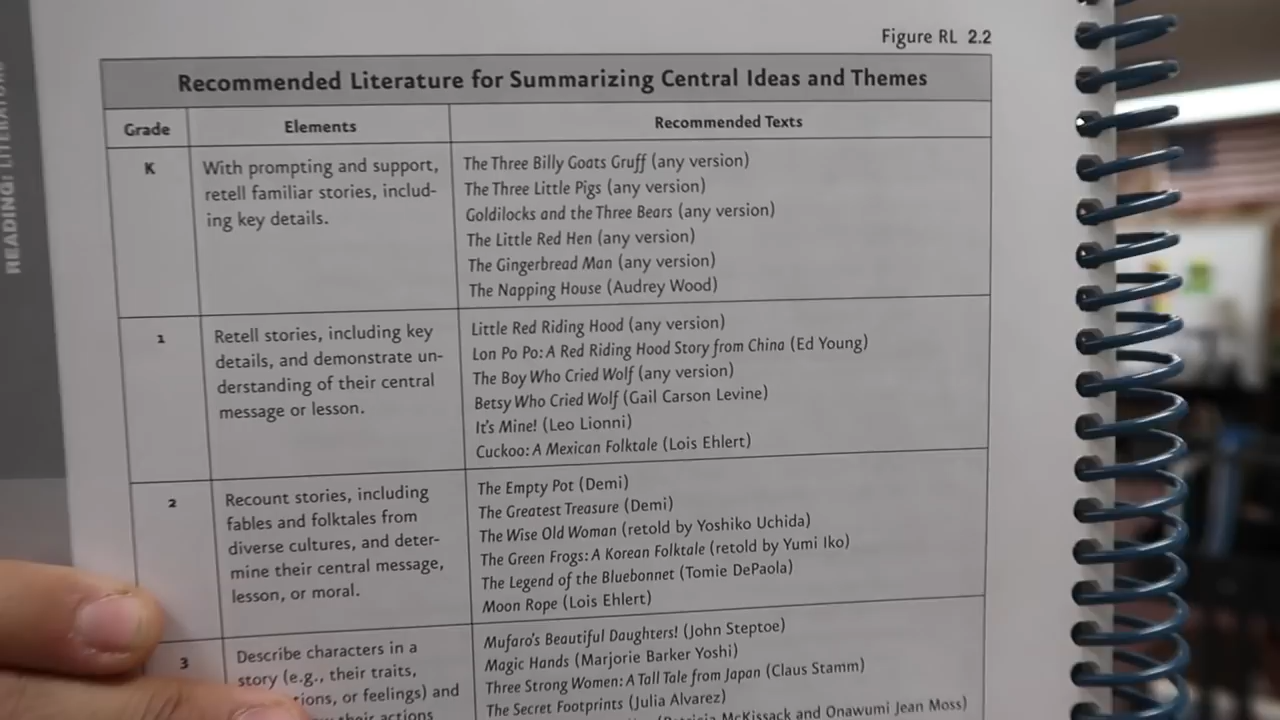 READING: LITERATURE
Figure RL 2.2
Recommended Literature for Summarizing Central Ideas and Themes
Grade
Elements
Recommended Texts
K
With prompting and support,
retell familiar stories, includ-
ing key details.
The Three Billy Goats Gruff (any version)
The Three Little Pigs (any version)
Goldilocks and the Three Bears (any version)
The Little Red Hen (any version)
The Gingerbread Man (any version)
The Napping House (Audrey Wood)
1
Retell stories, including key
details, and demonstrate un-
derstanding of their central
message or lesson.
Little Red Riding Hood (any version)
Lon Po Po: A Red Riding Hood Story from China (Ed Young)
The Boy Who Cried Wolf (any version)
Betsy Who Cried Wolf (Gail Carson Levine)
It's Mine! (Leo Lionni)
Cuckoo: A Mexican Folktale (Lois Ehlert)
2
Recount stories, including
fables and folktales from
diverse cultures, and deter-
mine their central message,
lesson, or moral.
The Empty Pot (Demi)
The Greatest Treasure (Demi)
The Wise Old Woman (retold by Yoshiko Uchida)
The Green Frogs: A Korean Folktale (retold by Yumi Iko)
The Legend of the Bluebonnet (Tomie DePaola)
Moon Rope (Lois Ehlert)
3
Describe characters in a
story (e.g., their traits,
tions, or feelings) and
their actions
Mufaro's Beautiful Daughters! (John Steptoe)
Magic Hands (Marjorie Barker Yoshi)
Three Strong Women: A Tall Tale from Japan (Claus Stamm)
The Secret Footprints (Julia Alvarez)
McKissack and Onawumi Jean Moss)